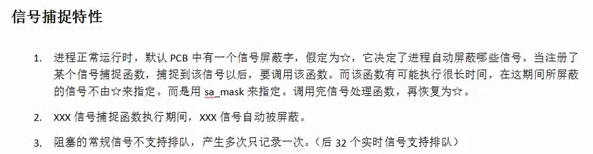 信号捕捉特性
1. 进程正常运行时，默认 PCB 中有一个信号屏蔽字，假定为☆，它决定了进程自动屏蔽哪些信号。当注册了
某个信号捕捉函数，捕捉到该信号以后，要调用该函数。而该函数有可能执行很长时间，在这期间所屏蔽
的信号不由☆来指定。而是用 sa_mask 来指定。调用完信号处理函数，再恢复为☆。
2. XXX 信号捕捉函数执行期间，XXX 信号自动被屏蔽。
3. 阻塞的常规信号不支持排队，产生多次只记录一次。（后 32 个实时信号支持排队）